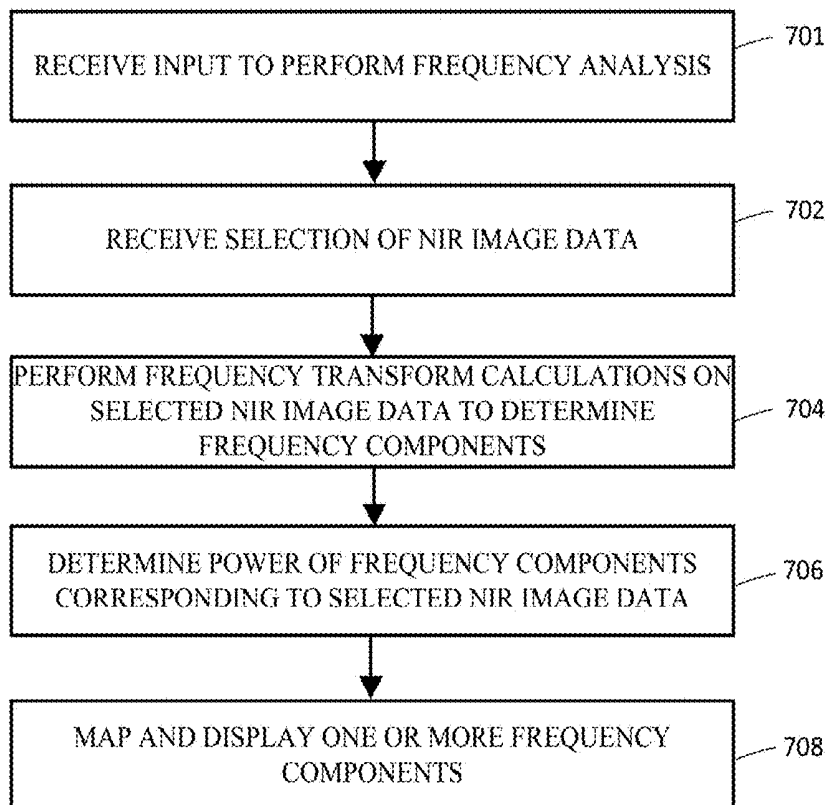 RECEIVE INPUT TO PERFORM FREQUENCY ANALYSIS
701
RECEIVE SELECTION OF NIR IMAGE DATA
702
PERFORM FREQUENCY TRANSFORM CALCULATIONS ON
SELECTED NIR IMAGE DATA TO DETERMINE
FREQUENCY COMPONENTS
704
DETERMINE POWER OF FREQUENCY COMPONENTS
CORRESPONDING TO SELECTED NIR IMAGE DATA
706
MAP AND DISPLAY ONE OR MORE FREQUENCY
COMPONENTS
708